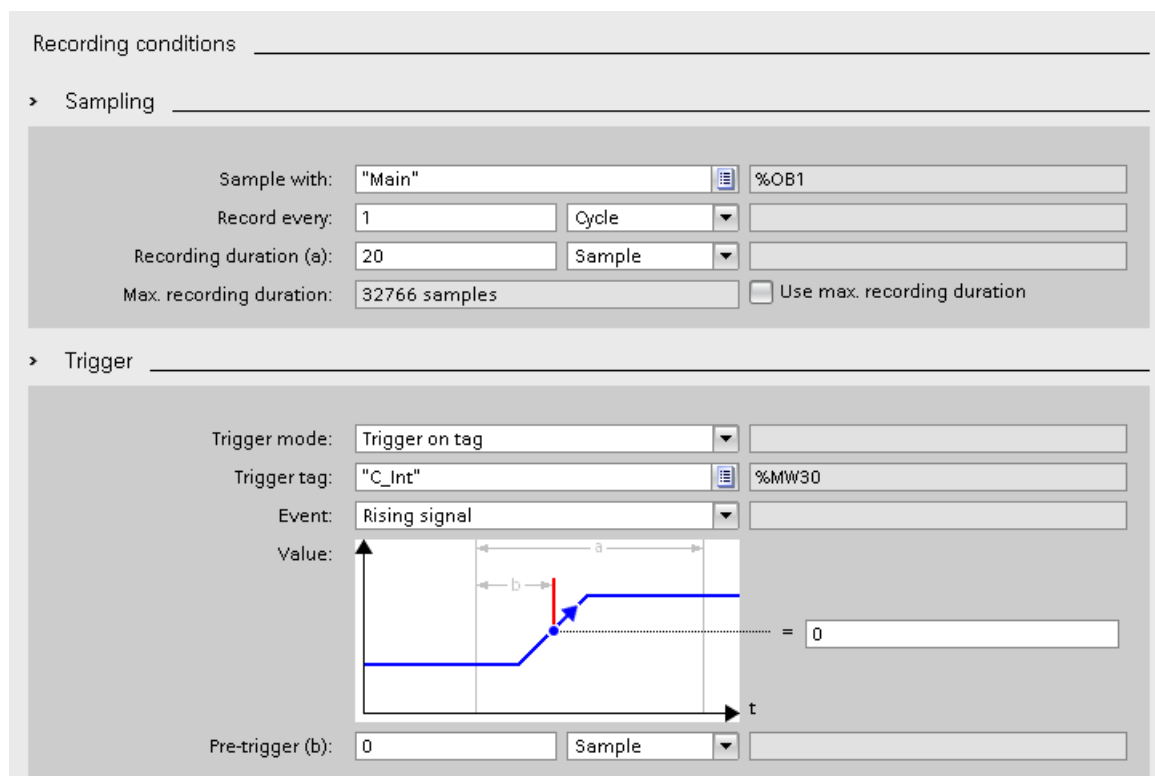 Recording conditions
Sampling
Sample with: "Main" %OB1
Record every: 1 Cycle
Recording duration (a): 20 Sample
Max. recording duration: 32766 samples Use max. recording duration
Trigger
Trigger mode: Trigger on tag
Trigger tag: "C_Int" %MW30
Event: Rising signal
Value:
a
b
= 0
t
Pre-trigger (b): 0 Sample